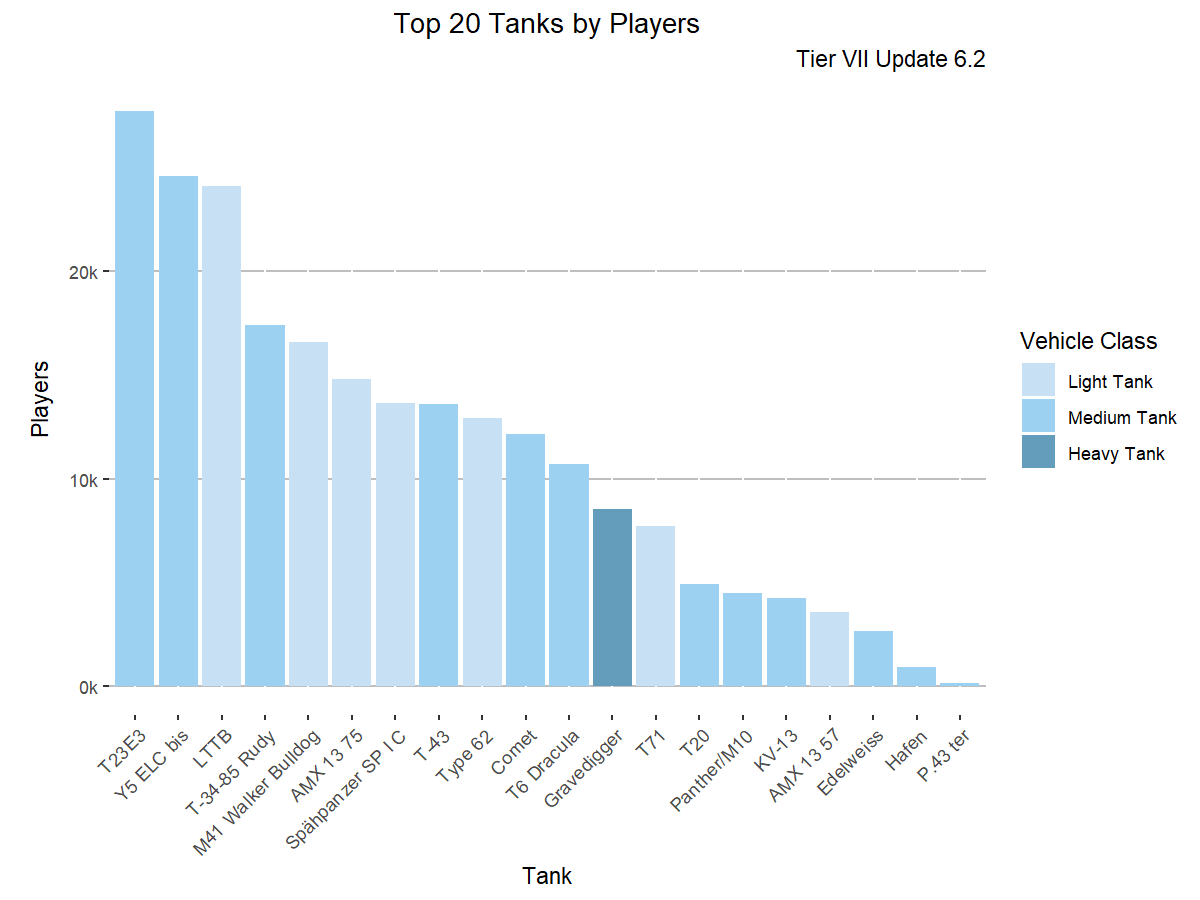 Top 20 Tanks by Players
Tier VII Update 6.2
20k
10k
0k
Players
T23E3
Y5 ELC bis
LTTB
T-34-85 Rudy
M41 Walker Bulldog
AMX 13 75
Spähpanzer SP I C
T-43
Type 62
Comet
T6 Dracula
Gravedigger
T71
T20
Panther/M10
KV-13
AMX 13 57
Edelweiss
Hafen
P.43 ter
Tank
Vehicle Class
Light Tank
Medium Tank
Heavy Tank